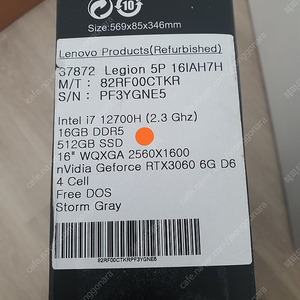 10
Size:569x85x346mm
Lenovo Products(Refurbished)
37872 Legion 5P 16IAH7H
M/T : 82RF00CTKR
S/N : PF3YGNE5
Intel i7 12700H (2.3 Ghz)
16GB DDR5
512GB SSD
16" WQXGA 2560X1600
nVidia Geforce RTX3060 6G D6
4 Cell
Free DOS
Storm Gray
82RF00CTKRPF3YGNE5